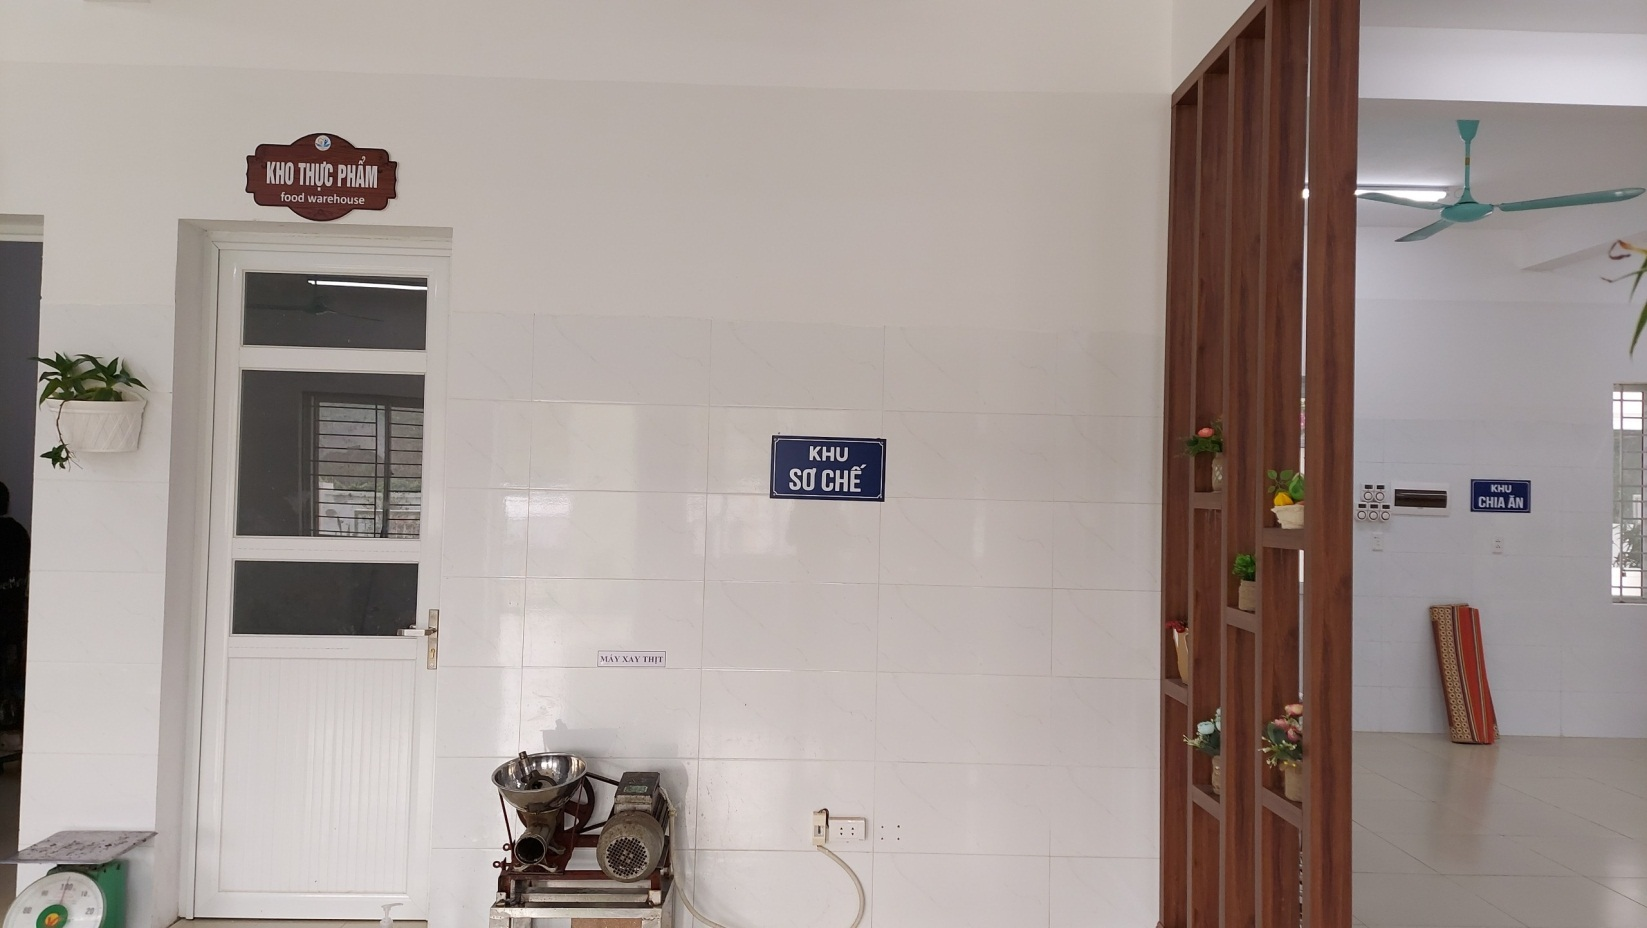 KHO THỰC PHẨM
food warehouse
KHU
SƠ CHẾ
KHU
CHIA ĂN
MÁY XAY THỊT